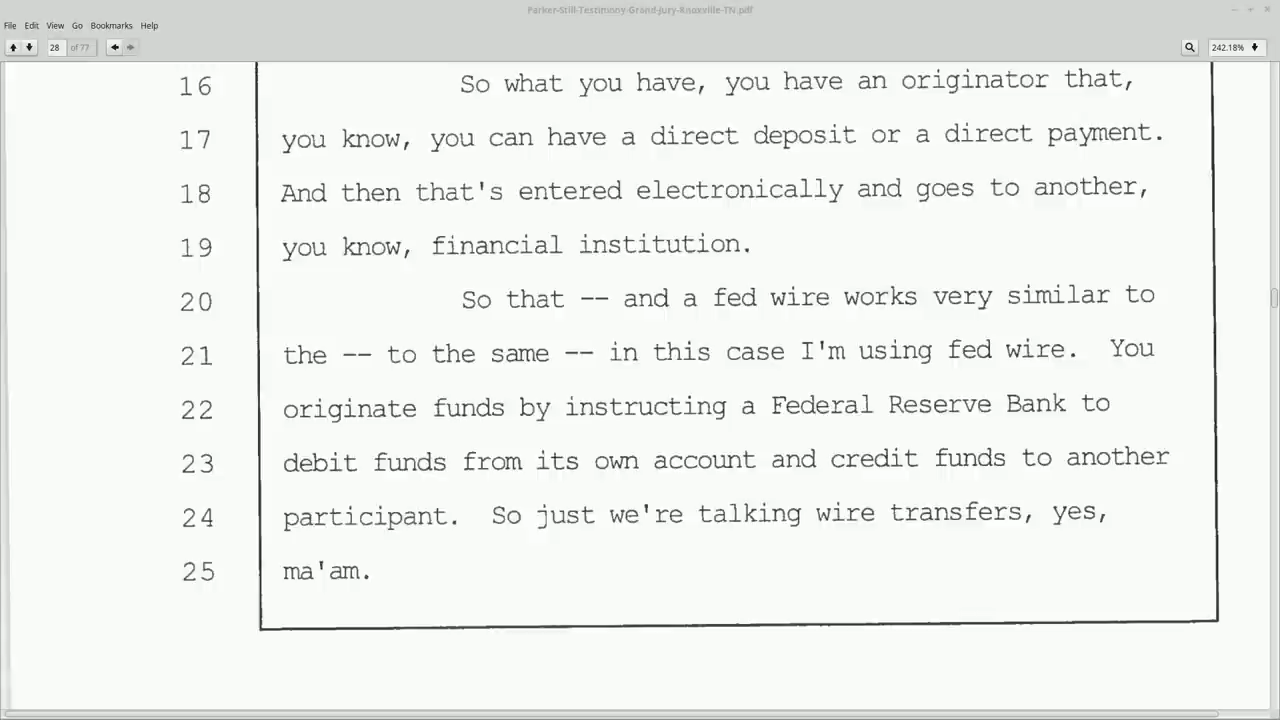 Parker-Still-Testimony-Grand-Jury-Knoxville-TN.pdf
File Edit View Go Bookmarks Help
28 of 77 242.18%
16 So what you have, you have an originator that,
17 you know, you can have a direct deposit or a direct payment.
18 And then that's entered electronically and goes to another,
19 you know, financial institution.
20 So that -- and a fed wire works very similar to
21 the -- to the same -- in this case I'm using fed wire. You
22 originate funds by instructing a Federal Reserve Bank to
23 debit funds from its own account and credit funds to another
24 participant. So just we're talking wire transfers, yes,
25 ma'am.